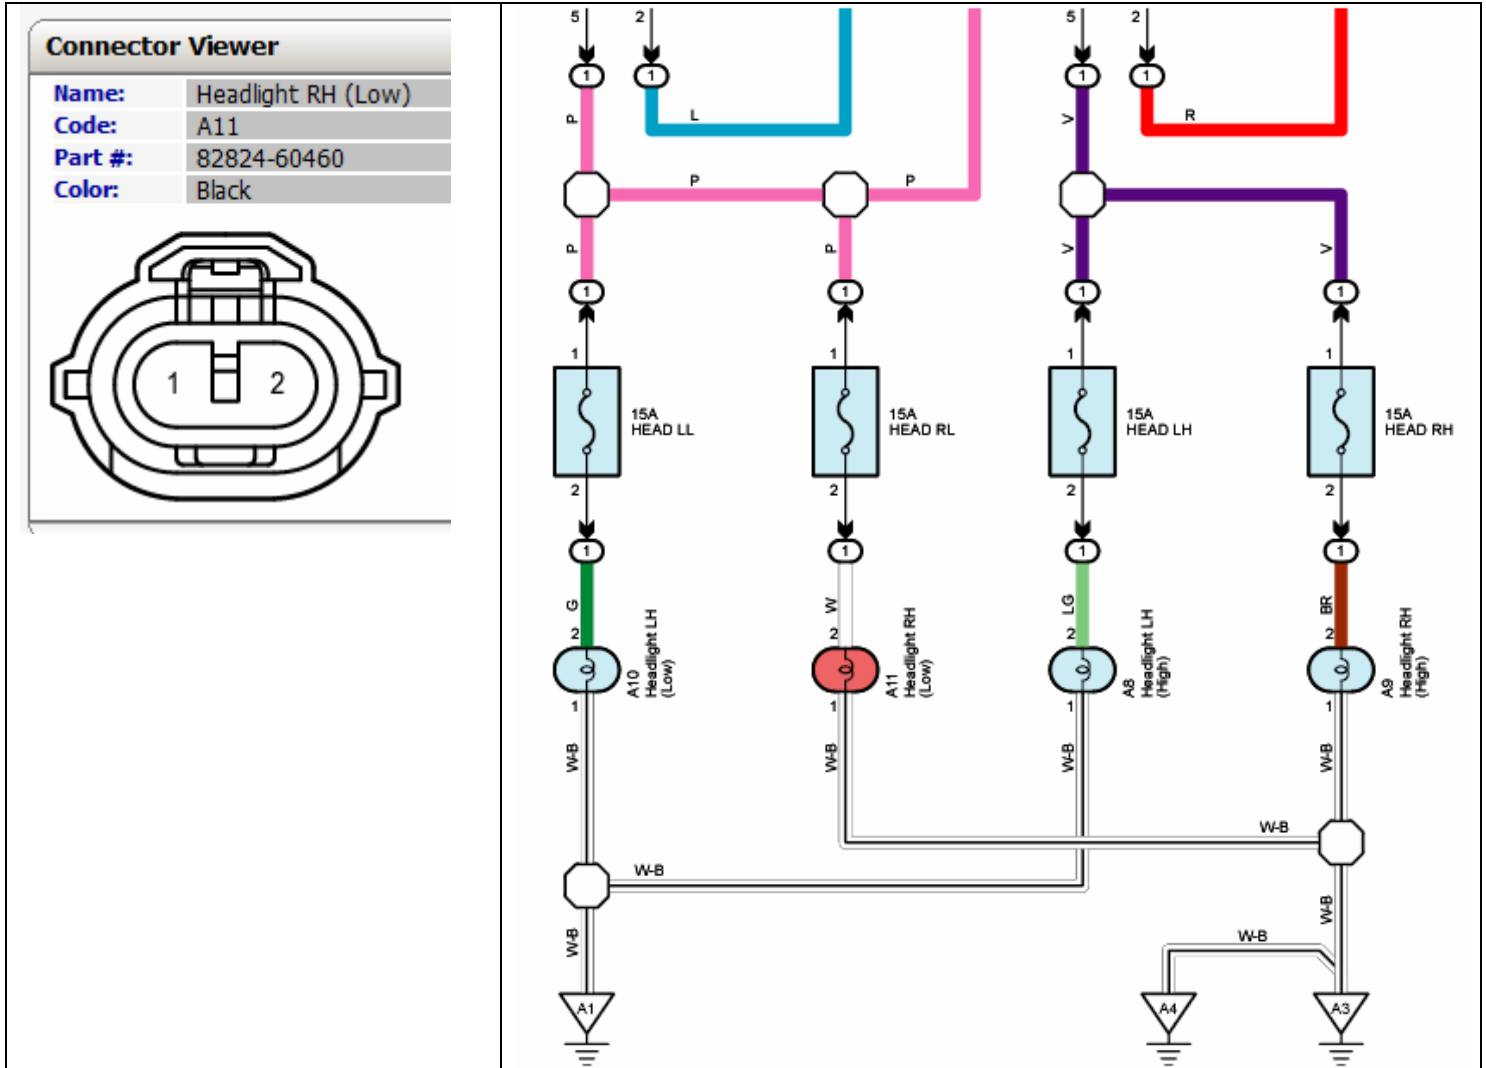 Connector Viewer
Name: Headlight RH (Low)
Code: A11
Part #: 82824-60460
Color: Black
1 2
5 2 5 2
1 1 1 1
P L V R
P P
P P V V
1 1 1 1
1 1 1 1
15A HEAD LL
15A HEAD RL
15A HEAD LH
15A HEAD RH
2 2 2 2
1 1 1 1
G W LG BR
2 2 2 2
A10 Headlight LH (Low)
A11 Headlight RH (Low)
A8 Headlight LH (High)
A9 Headlight RH (High)
1 1 1 1
W-B W-B W-B W-B
W-B
W-B
W-B W-B
W-B
A1 A4 A3